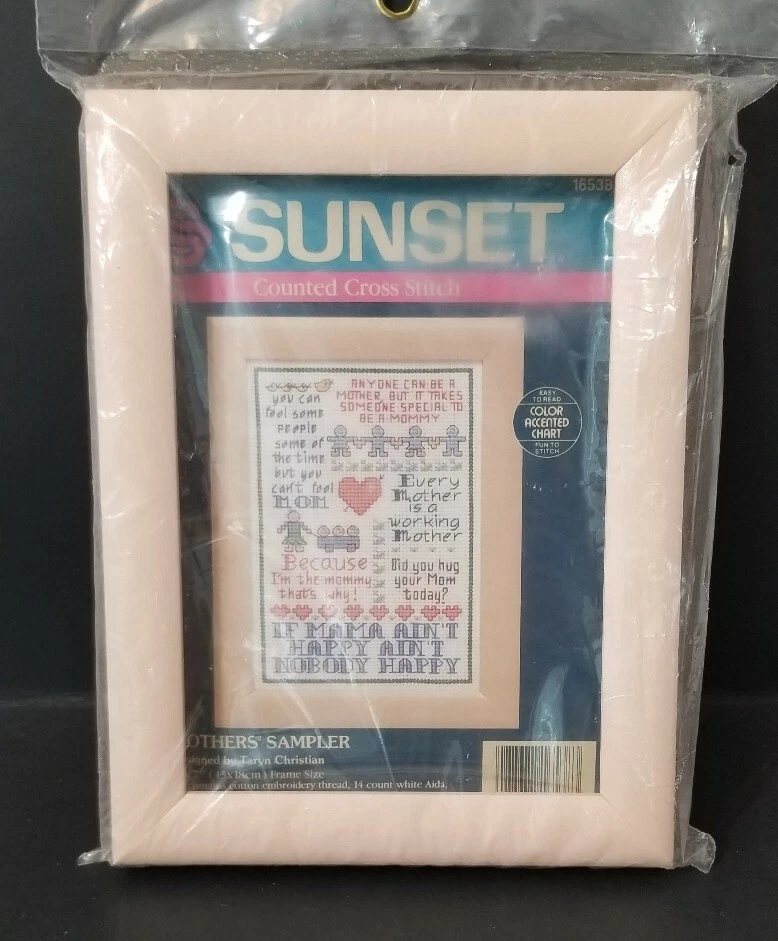 16538
SUNSET
Counted Cross Stitch
EASY
TO READ
COLOR
ACCENTED
CHART
FUN TO
STITCH
you can
fool some
people
some of
the time
but you
can't fool
MOM
ANYONE CAN BE A
MOTHER, BUT IT TAKES
SOMEONE SPECIAL TO
BE A MOMMY
Every
Mother
is a
working
Mother
Because
I'm the mommy
that's why!
Did you hug
your Mom
today?
IF MAMA AIN'T
HAPPY AIN'T
NOBODY HAPPY
OTHERS' SAMPLER
gned by Taryn Christian
x18cm) Frame Size
cotton embroidery thread, 14 count white Aida,